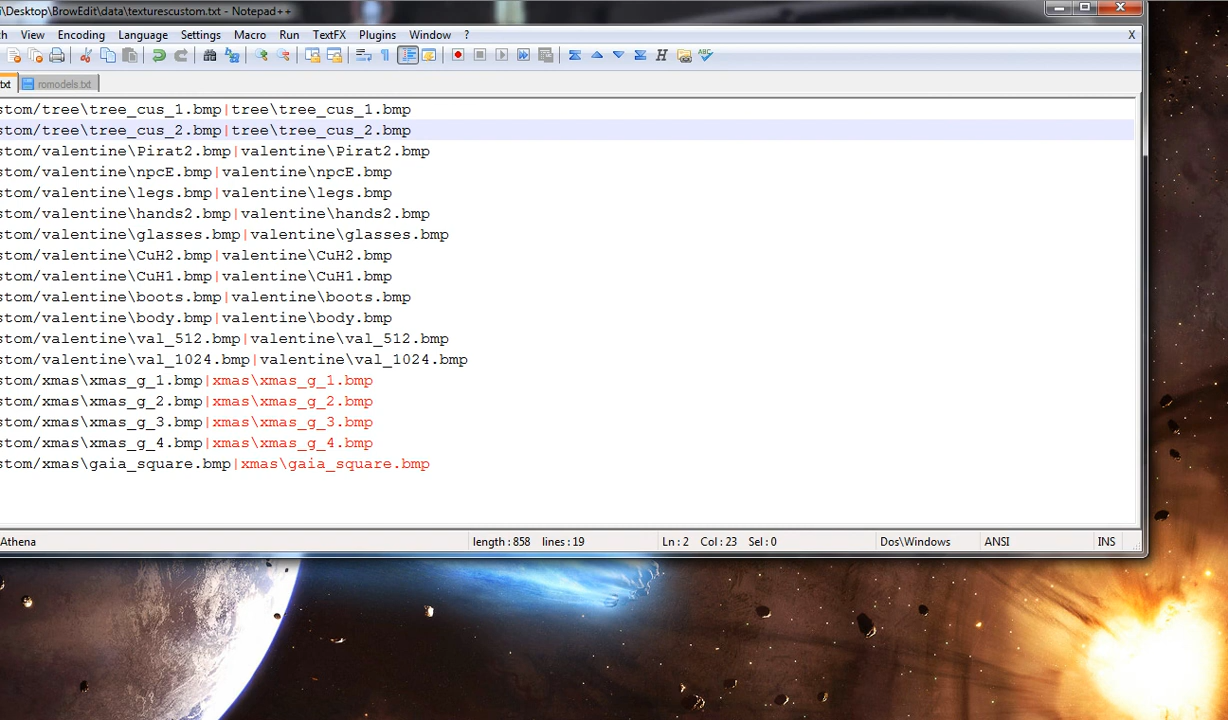 i\Desktop\BrowEdit\data\texturescustom.txt - Notepad++
ch View Encoding Language Settings Macro Run TextFX Plugins Window ? X
txt romodels.txt
stom/tree\tree_cus_1.bmp|tree\tree_cus_1.bmp
stom/tree\tree_cus_2.bmp|tree\tree_cus_2.bmp
stom/valentine\Pirat2.bmp|valentine\Pirat2.bmp
stom/valentine\npcE.bmp|valentine\npcE.bmp
stom/valentine\legs.bmp|valentine\legs.bmp
stom/valentine\hands2.bmp|valentine\hands2.bmp
stom/valentine\glasses.bmp|valentine\glasses.bmp
stom/valentine\CuH2.bmp|valentine\CuH2.bmp
stom/valentine\CuH1.bmp|valentine\CuH1.bmp
stom/valentine\boots.bmp|valentine\boots.bmp
stom/valentine\body.bmp|valentine\body.bmp
stom/valentine\val_512.bmp|valentine\val_512.bmp
stom/valentine\val_1024.bmp|valentine\val_1024.bmp
stom/xmas\xmas_g_1.bmp|xmas\xmas_g_1.bmp
stom/xmas\xmas_g_2.bmp|xmas\xmas_g_2.bmp
stom/xmas\xmas_g_3.bmp|xmas\xmas_g_3.bmp
stom/xmas\xmas_g_4.bmp|xmas\xmas_g_4.bmp
stom/xmas\gaia_square.bmp|xmas\gaia_square.bmp
Athena length : 858 lines : 19 Ln : 2 Col : 23 Sel : 0 Dos\Windows ANSI INS